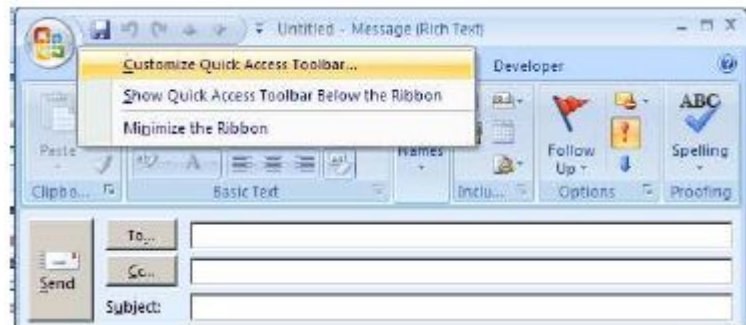 Untitled - Message (Rich Text)
Customize Quick Access Toolbar...
Show Quick Access Toolbar Below the Ribbon
Minimize the Ribbon
Developer
Paste
Names
Follow Up
ABC
Spelling
Clipbo...
Basic Text
Inclu...
Options
Proofing
Send
To...
Cc...
Subject: